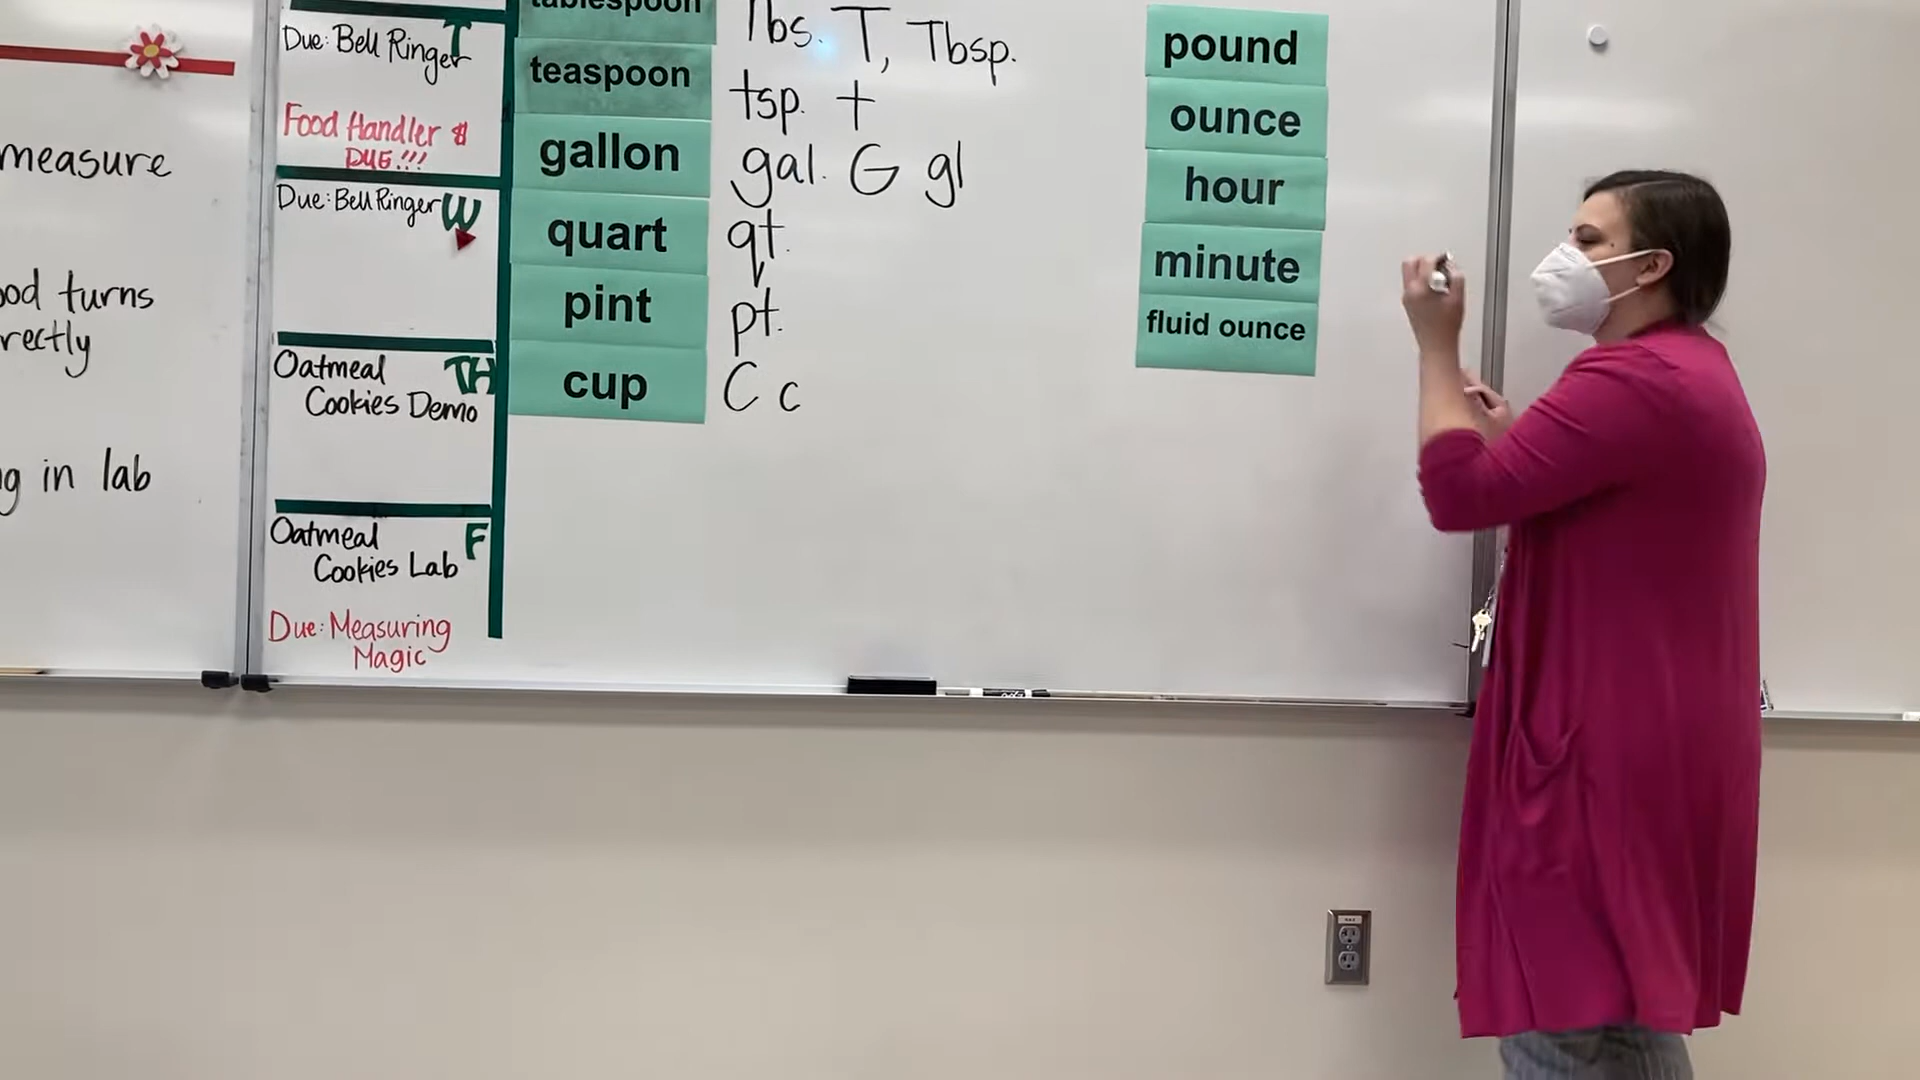 measure
turns
rectly
in lab
Due: Bell Ringer T
Food Handler $
DUE!!!
Due: Bell Ringer W
Oatmeal TH
Cookies Demo
Oatmeal F
Cookies Lab
Due: Measuring
Magic
tablespoon Tbs. T, Tbsp.
teaspoon tsp. t
gallon gal. G gl
quart qt.
pint pt.
cup C c
pound
ounce
hour
minute
fluid ounce